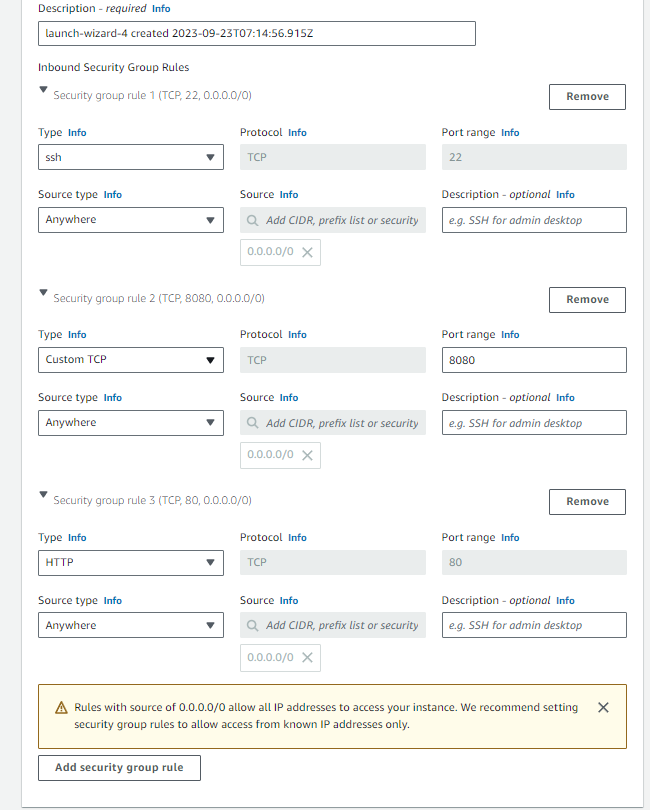 Description - required Info
launch-wizard-4 created 2023-09-23T07:14:56.915Z
Inbound Security Group Rules
Security group rule 1 (TCP, 22, 0.0.0.0/0)
Remove
Type Info
Protocol Info
Port range Info
ssh
TCP
22
Source type Info
Source Info
Description - optional Info
Anywhere
Add CIDR, prefix list or security
e.g. SSH for admin desktop
0.0.0.0/0
Security group rule 2 (TCP, 8080, 0.0.0.0/0)
Remove
Type Info
Protocol Info
Port range Info
Custom TCP
TCP
8080
Source type Info
Source Info
Description - optional Info
Anywhere
Add CIDR, prefix list or security
e.g. SSH for admin desktop
0.0.0.0/0
Security group rule 3 (TCP, 80, 0.0.0.0/0)
Remove
Type Info
Protocol Info
Port range Info
HTTP
TCP
80
Source type Info
Source Info
Description - optional Info
Anywhere
Add CIDR, prefix list or security
e.g. SSH for admin desktop
0.0.0.0/0
Rules with source of 0.0.0.0/0 allow all IP addresses to access your instance. We recommend setting
security group rules to allow access from known IP addresses only.
Add security group rule